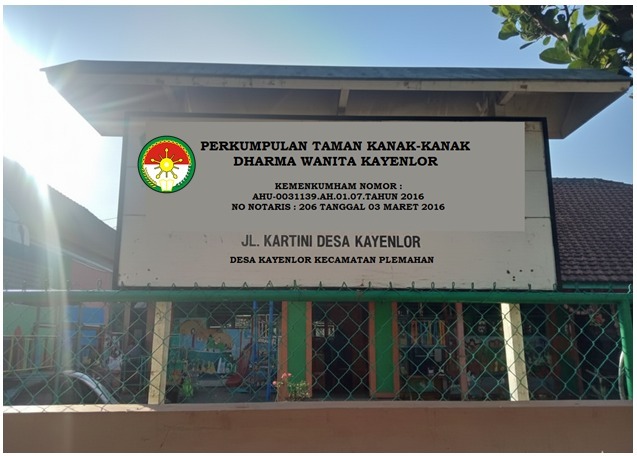 PERKUMPULAN TAMAN KANAK-KANAK
DHARMA WANITA KAYENLOR
KEMENKUMHAM NOMOR :
AHU-0031139.AH.01.07.TAHUN 2016
NO NOTARIS : 206 TANGGAL 03 MARET 2016
JL. KARTINI DESA KAYENLOR
DESA KAYENLOR KECAMATAN PLEMAHAN